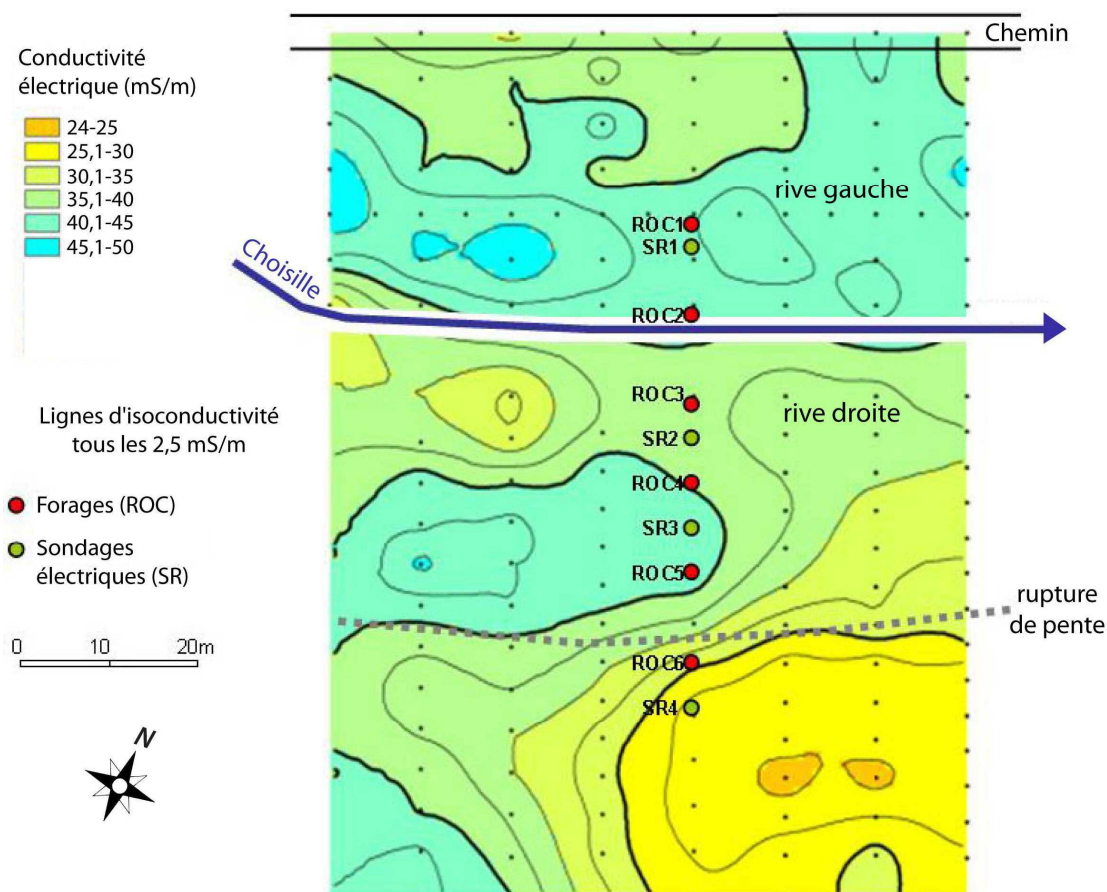 Chemin
Conductivité
électrique (mS/m)
24-25
25,1-30
30,1-35
35,1-40
40,1-45
45,1-50
rive gauche
ROC1
SR1
Choisille
ROC2
Lignes d'isoconductivité
tous les 2,5 mS/m
ROC3
rive droite
SR2
Forages (ROC)
ROC4
Sondages
électriques (SR)
SR3
ROC5
rupture
de pente
0 10 20m
ROC6
SR4
N